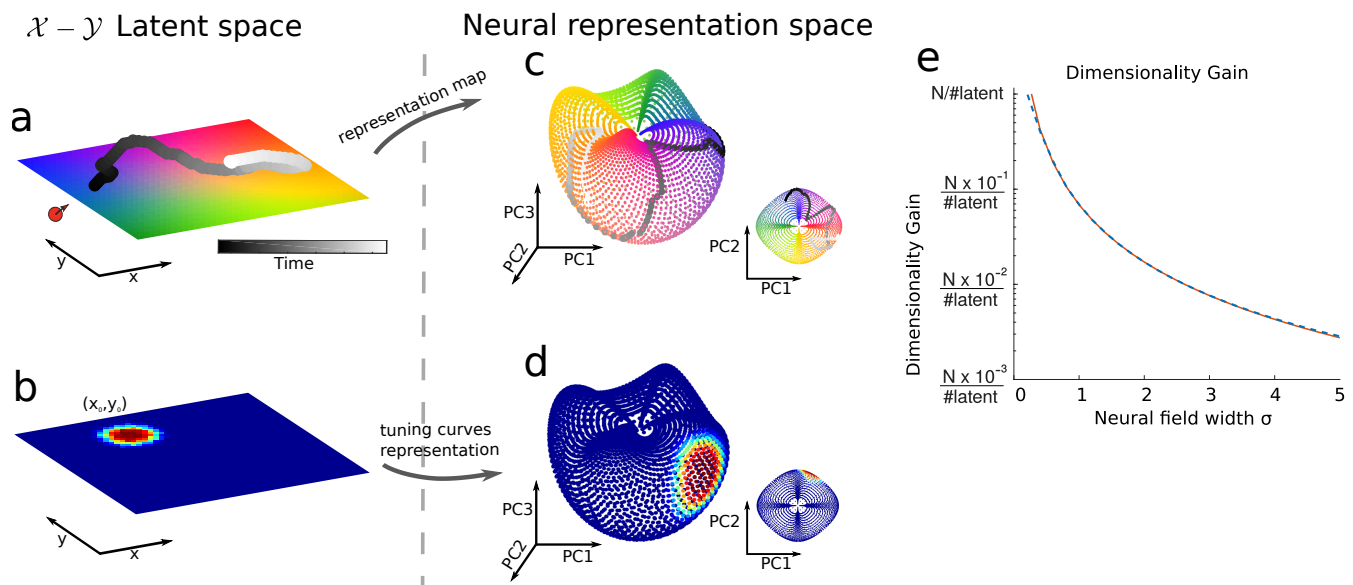 𝒳 – 𝒴 Latent space
Neural representation space
a
y
x
Time
representation map
c
PC3
PC2
PC1
PC2
PC1
b
(x₀,y₀)
y
x
tuning curves
representation
d
PC3
PC2
PC1
PC2
PC1
e
Dimensionality Gain
Dimensionality Gain
N/#latent
N x 10⁻¹
#latent
N x 10⁻²
#latent
N x 10⁻³
#latent
0 1 2 3 4 5
Neural field width σ